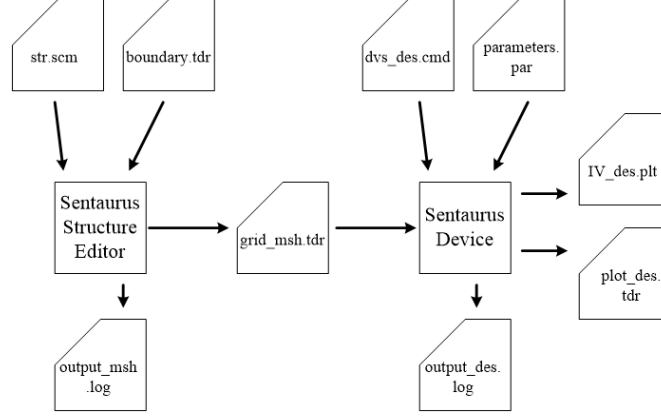 str.scm
boundary.tdr
dvs_des.cmd
parameters.
par
IV_des.plt
Sentaurus
Structure
Editor
grid_msh.tdr
Sentaurus
Device
plot_des.
tdr
output_msh
.log
output_des.
log